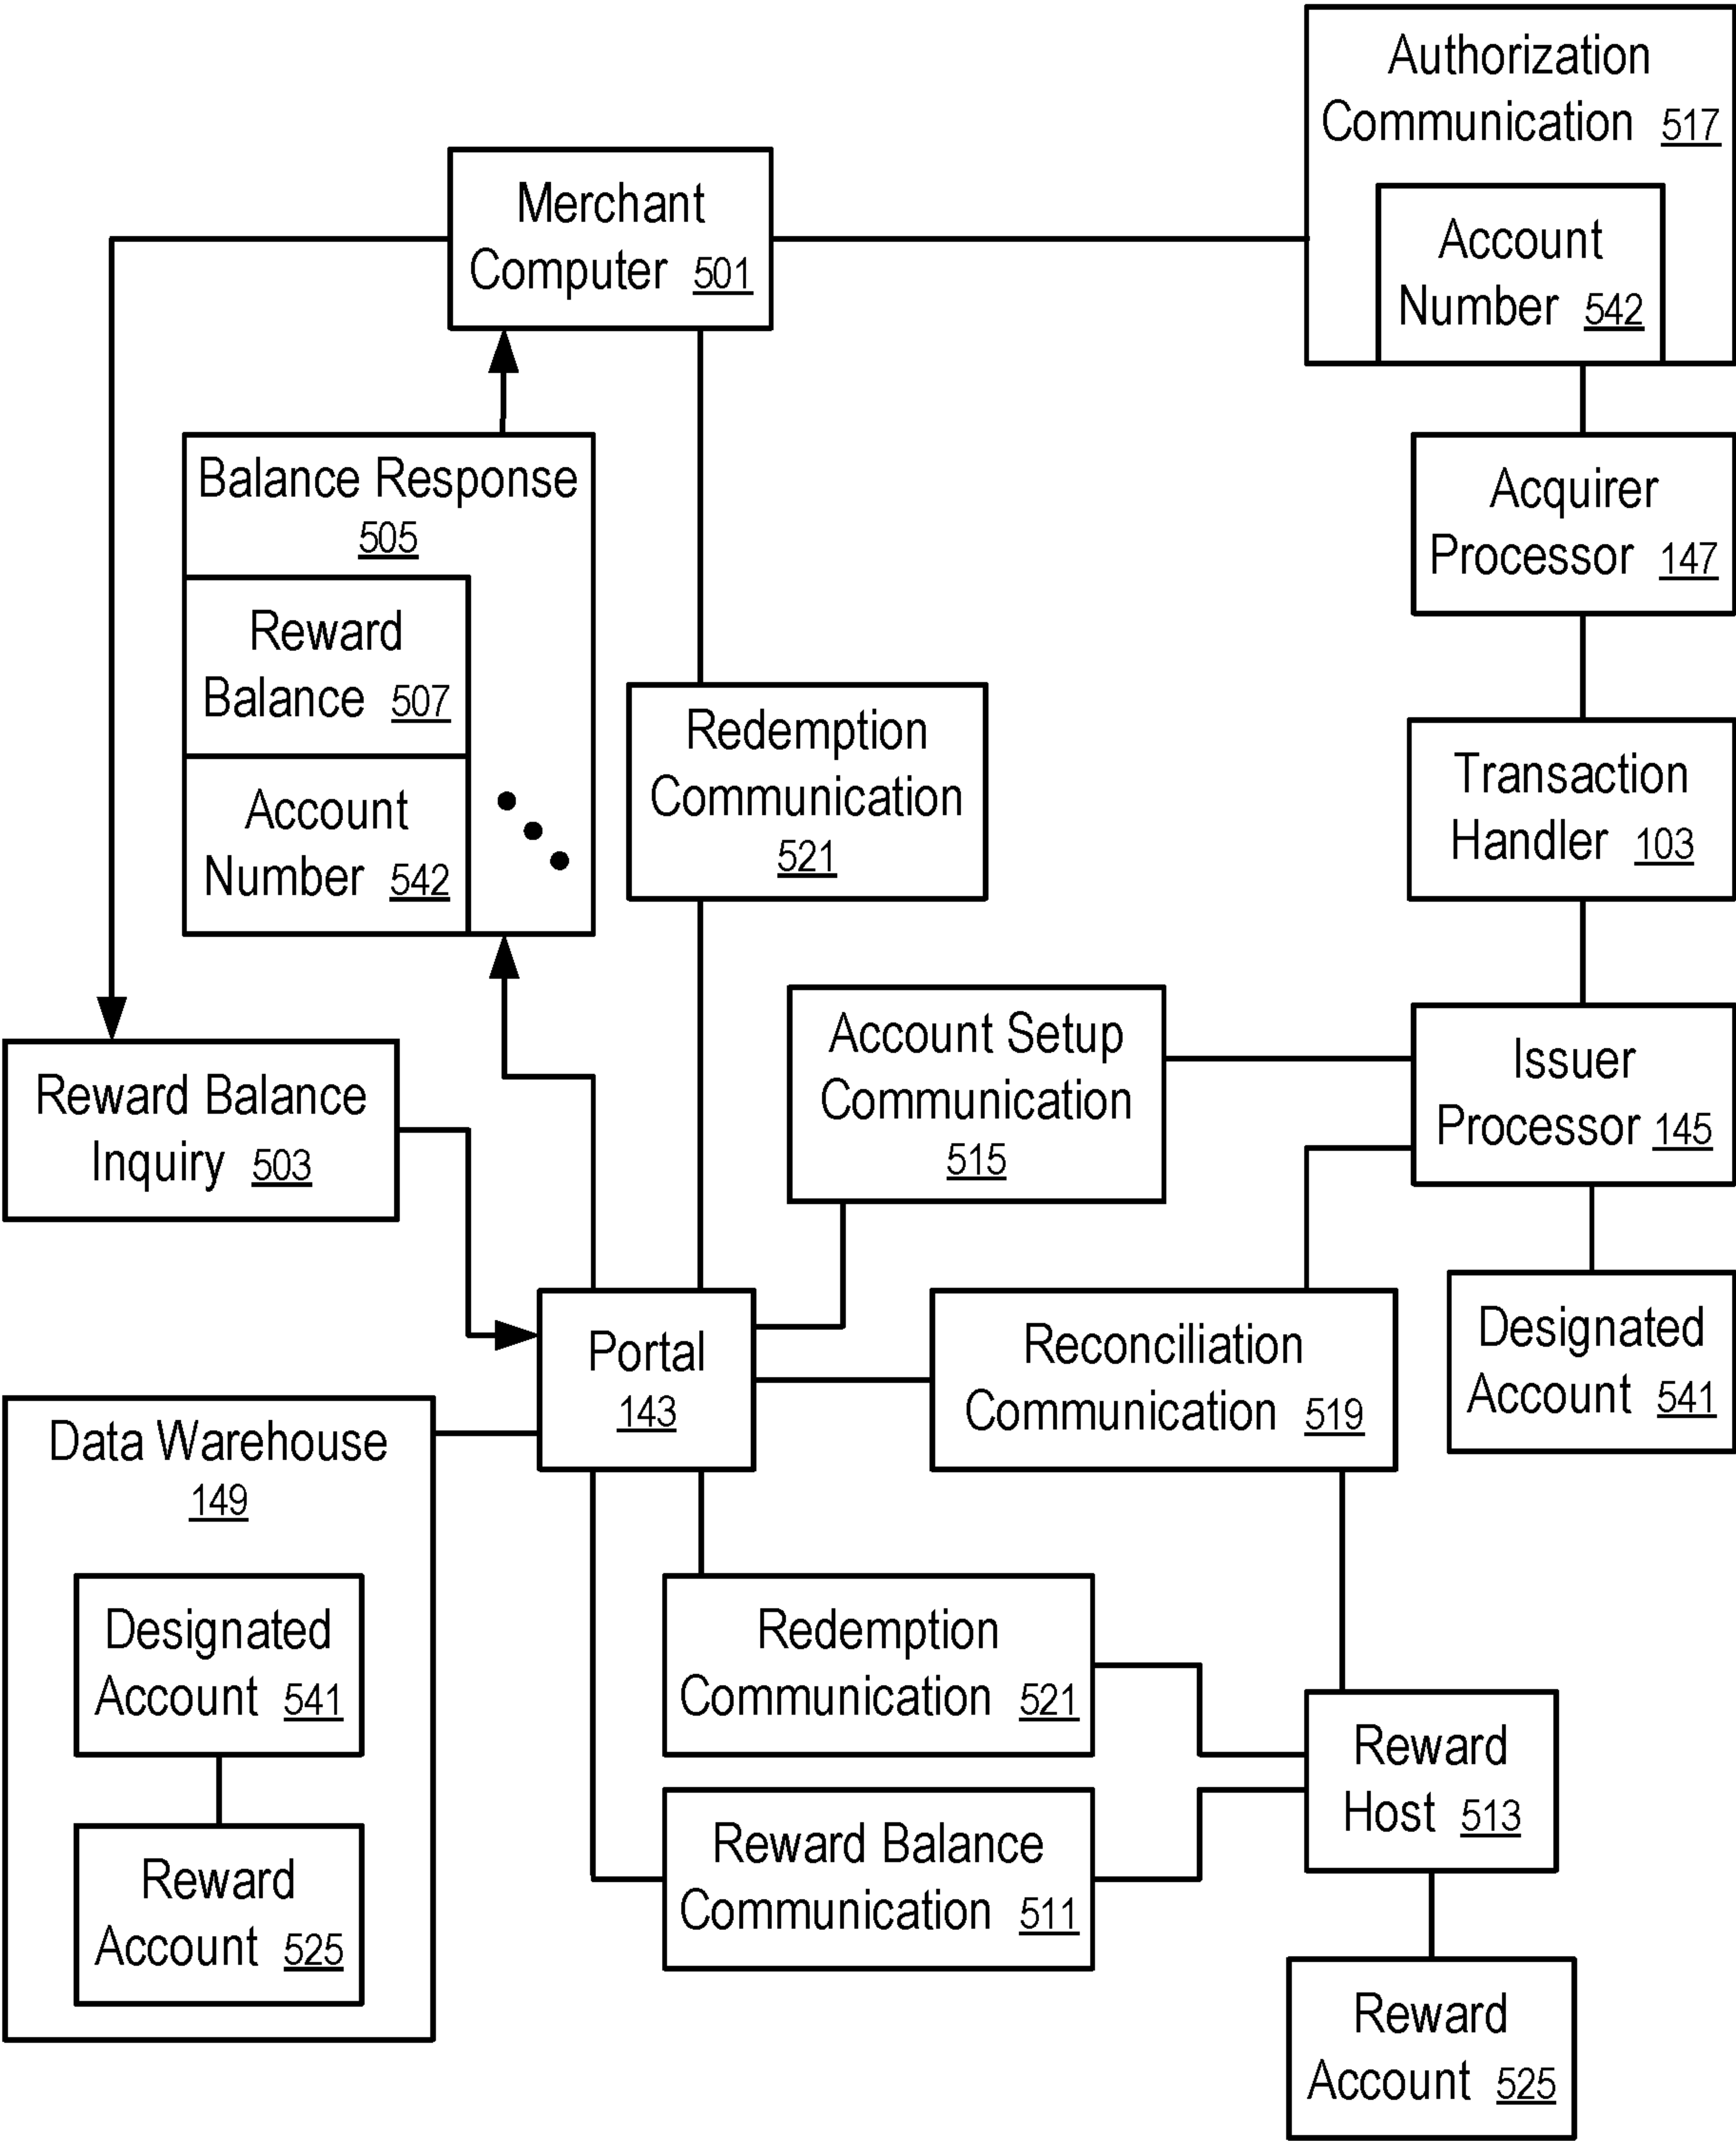 Authorization
Communication 517
Account
Number 542
Merchant
Computer 501
Balance Response
505
Reward
Balance 507
Account
Number 542
Acquirer
Processor 147
Redemption
Communication
521
Transaction
Handler 103
Account Setup
Communication
515
Issuer
Processor 145
Reward Balance
Inquiry 503
Portal
143
Reconciliation
Communication 519
Designated
Account 541
Data Warehouse
149
Designated
Account 541
Reward
Account 525
Redemption
Communication 521
Reward Balance
Communication 511
Reward
Host 513
Reward
Account 525